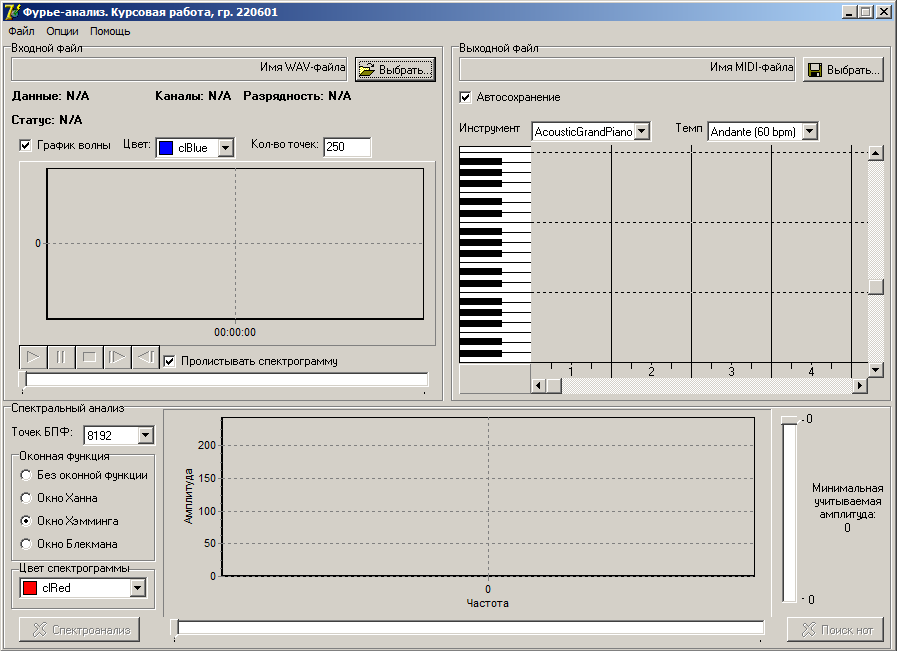 Фурье-анализ. Курсовая работа, гр. 220601
Файл Опции Помощь
Входной файл
Имя WAV-файла
Выбрать...
Данные: N/A Каналы: N/A Разрядность: N/A
Статус: N/A
График волны Цвет: clBlue Кол-во точек: 250
0
00:00:00
Пролистывать спектрограмму
Выходной файл
Имя MIDI-файла
Выбрать...
Автосохранение
Инструмент AcousticGrandPiano Темп Andante (60 bpm)
1 2 3 4
Спектральный анализ
Точек БПФ: 8192
Оконная функция
Без оконной функции
Окно Ханна
Окно Хэмминга
Окно Блекмана
Цвет спектрограммы
clRed
Спектроанализ
Амплитуда
200
150
100
50
0
0
Частота
0
Минимальная
учитываемая
амплитуда:
0
0
Поиск нот